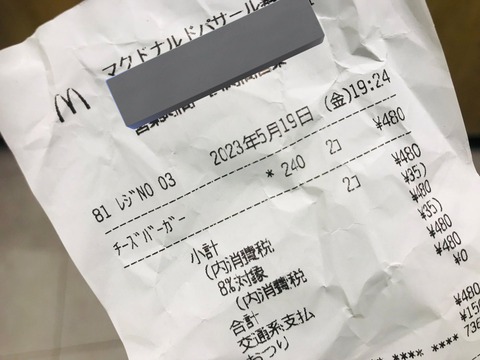 マクドナルドバサール
2023年5月19日 (金)19:24
81 レジNO 03
チーズバーガー * 240 2コ ¥480
小計 2コ ¥480
(内消費税 ¥35)
8%対象 ¥480
(内消費税 ¥35)
合計 ¥480
交通系支払 ¥480
おつり ¥0
¥480